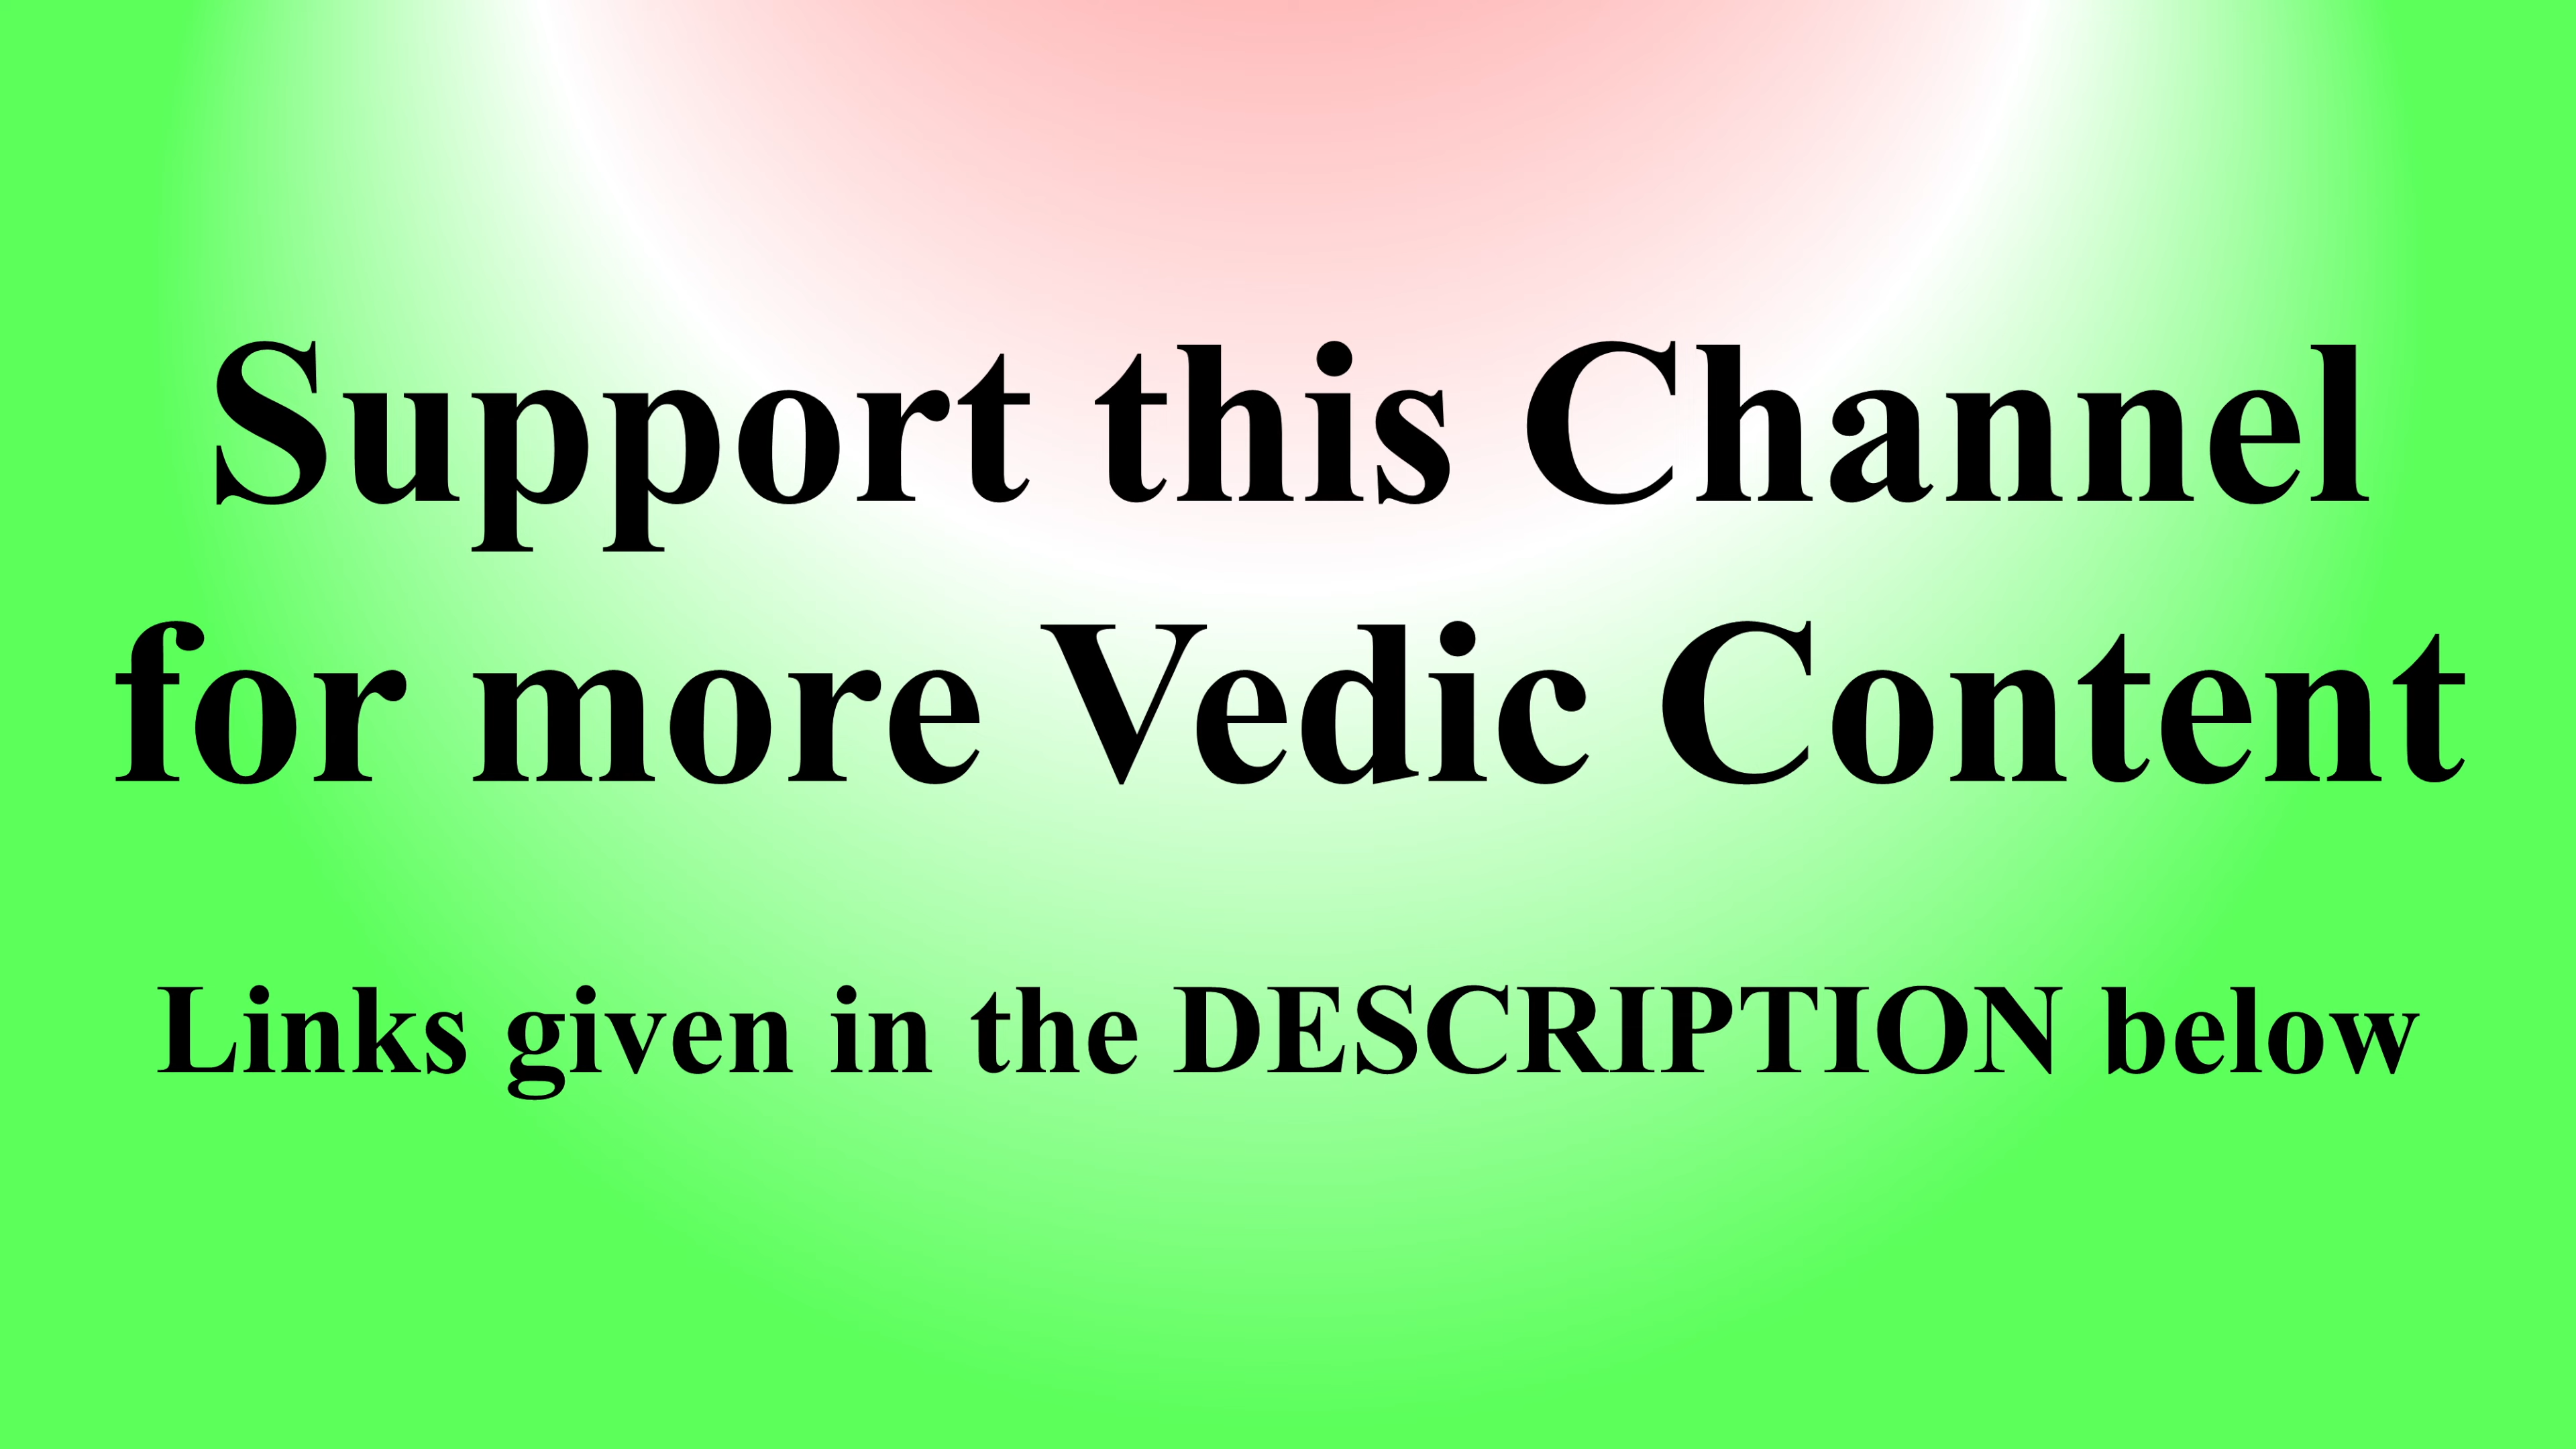 Support this Channel
for more Vedic Content
Links given in the DESCRIPTION below